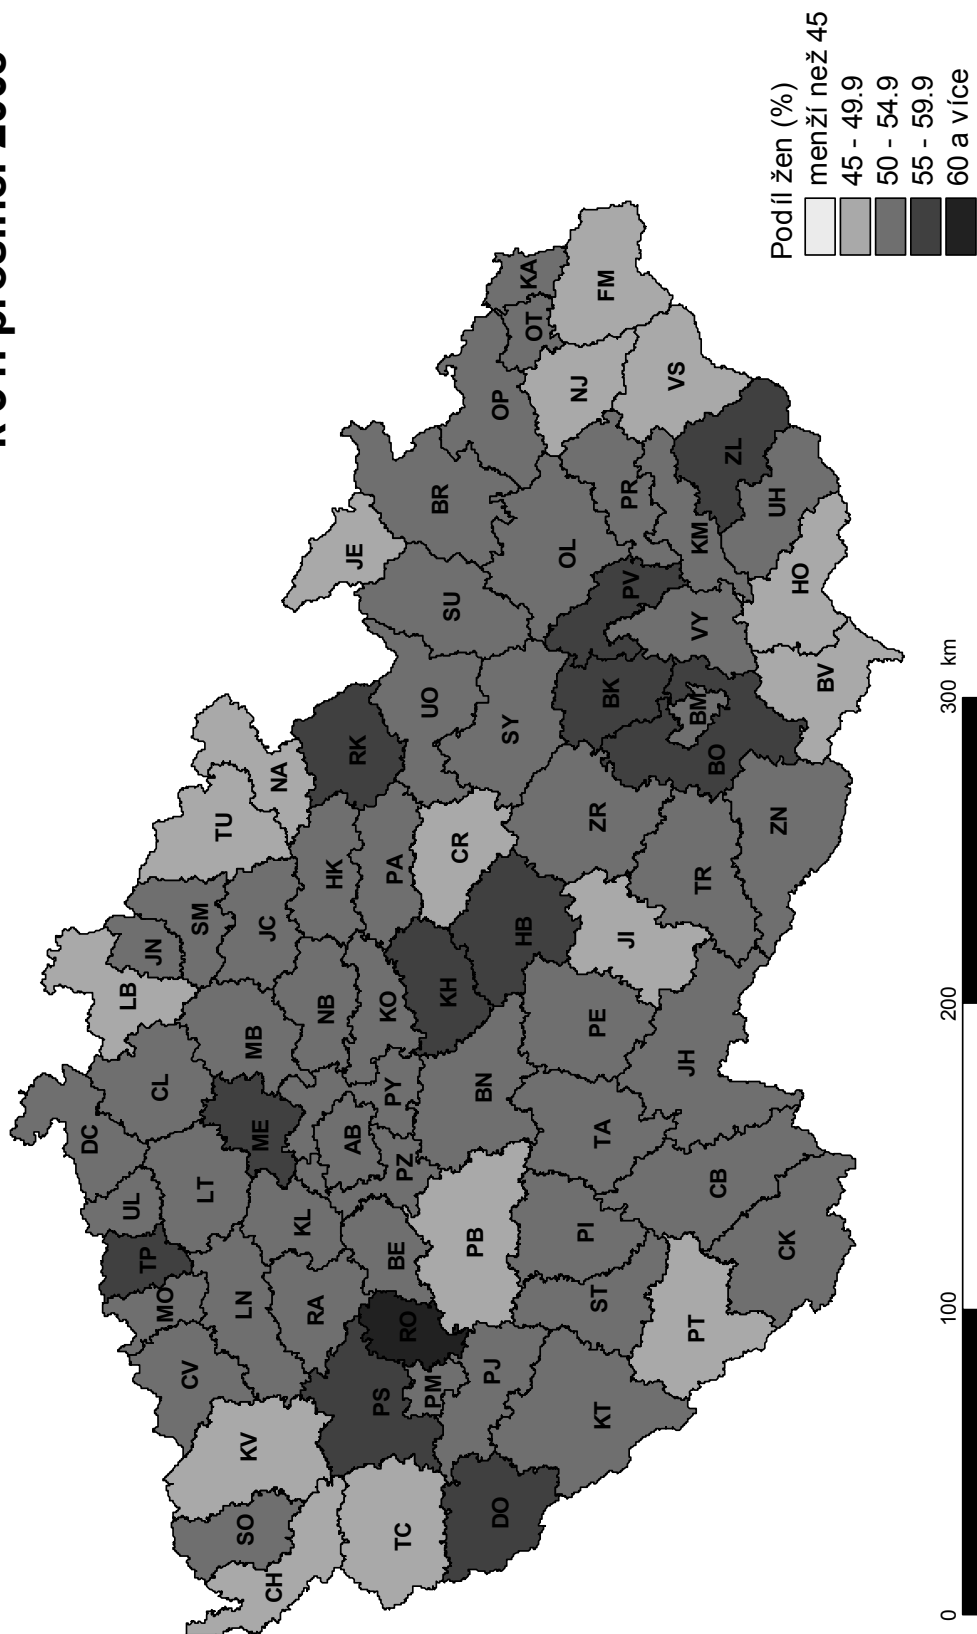 DC
LB
UL
TP
JN
CL
MO
CV
SM
LT
TU
LN
SO
KV
MB
ME
JC
CH
NA
KL
RA
NB
HK
AB
JE
RK
PS
KO
PY
PA
BE
TC
PZ
RO
UO
PM
BR
KH
SU
CR
PB
BN
PJ
DO
OP
SY
HB
KA
OT
OL
NJ
PI
ZR
PE
ST
TA
KT
FM
BK
JI
PR
PV
VS
JH
PT
BM
VY
KM
TR
BO
CB
ZL
UH
ZN
CK
HO
BV
Podíl žen (%)
menží než 45
45 - 49.9
50 - 54.9
55 - 59.9
60 a více
0 100 200 300 km